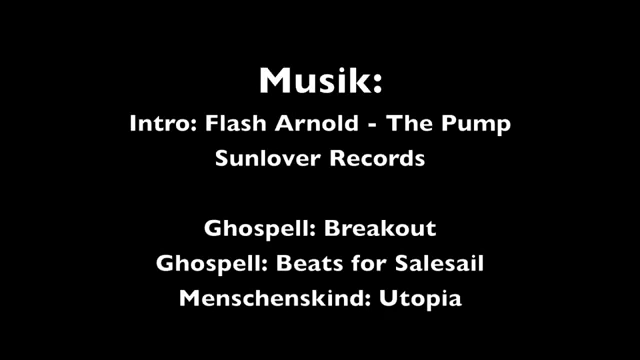 Musik:
Intro: Flash Arnold - The Pump
Sunlover Records
Ghospell: Breakout
Ghospell: Beats for Salesail
Menschenskind: Utopia